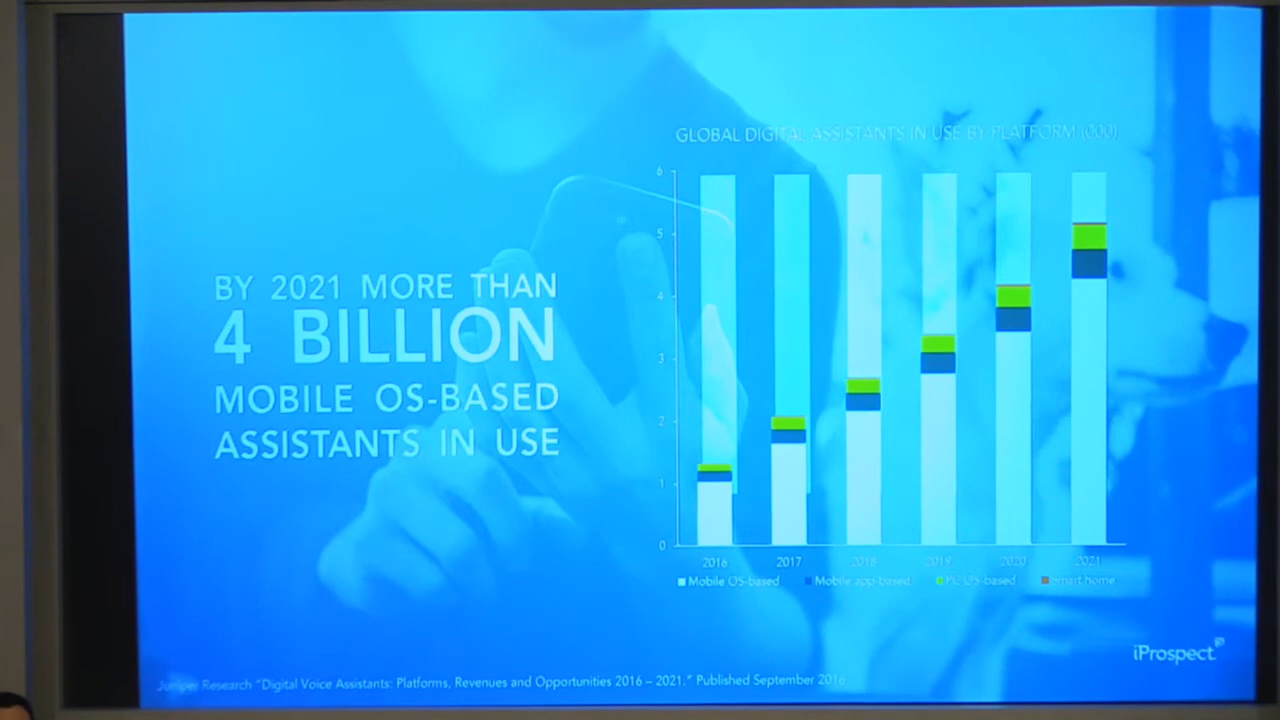 GLOBAL DIGITAL ASSISTANTS IN USE BY PLATFORM (000)
BY 2021 MORE THAN
4 BILLION
MOBILE OS-BASED
ASSISTANTS IN USE
6
5
4
3
2
1
0
2016 2017 2018 2019 2020 2021
Mobile OS-based Mobile app-based PC OS-based Smart home
iProspect
Juniper Research "Digital Voice Assistants: Platforms, Revenues and Opportunities 2016 – 2021." Published September 2016